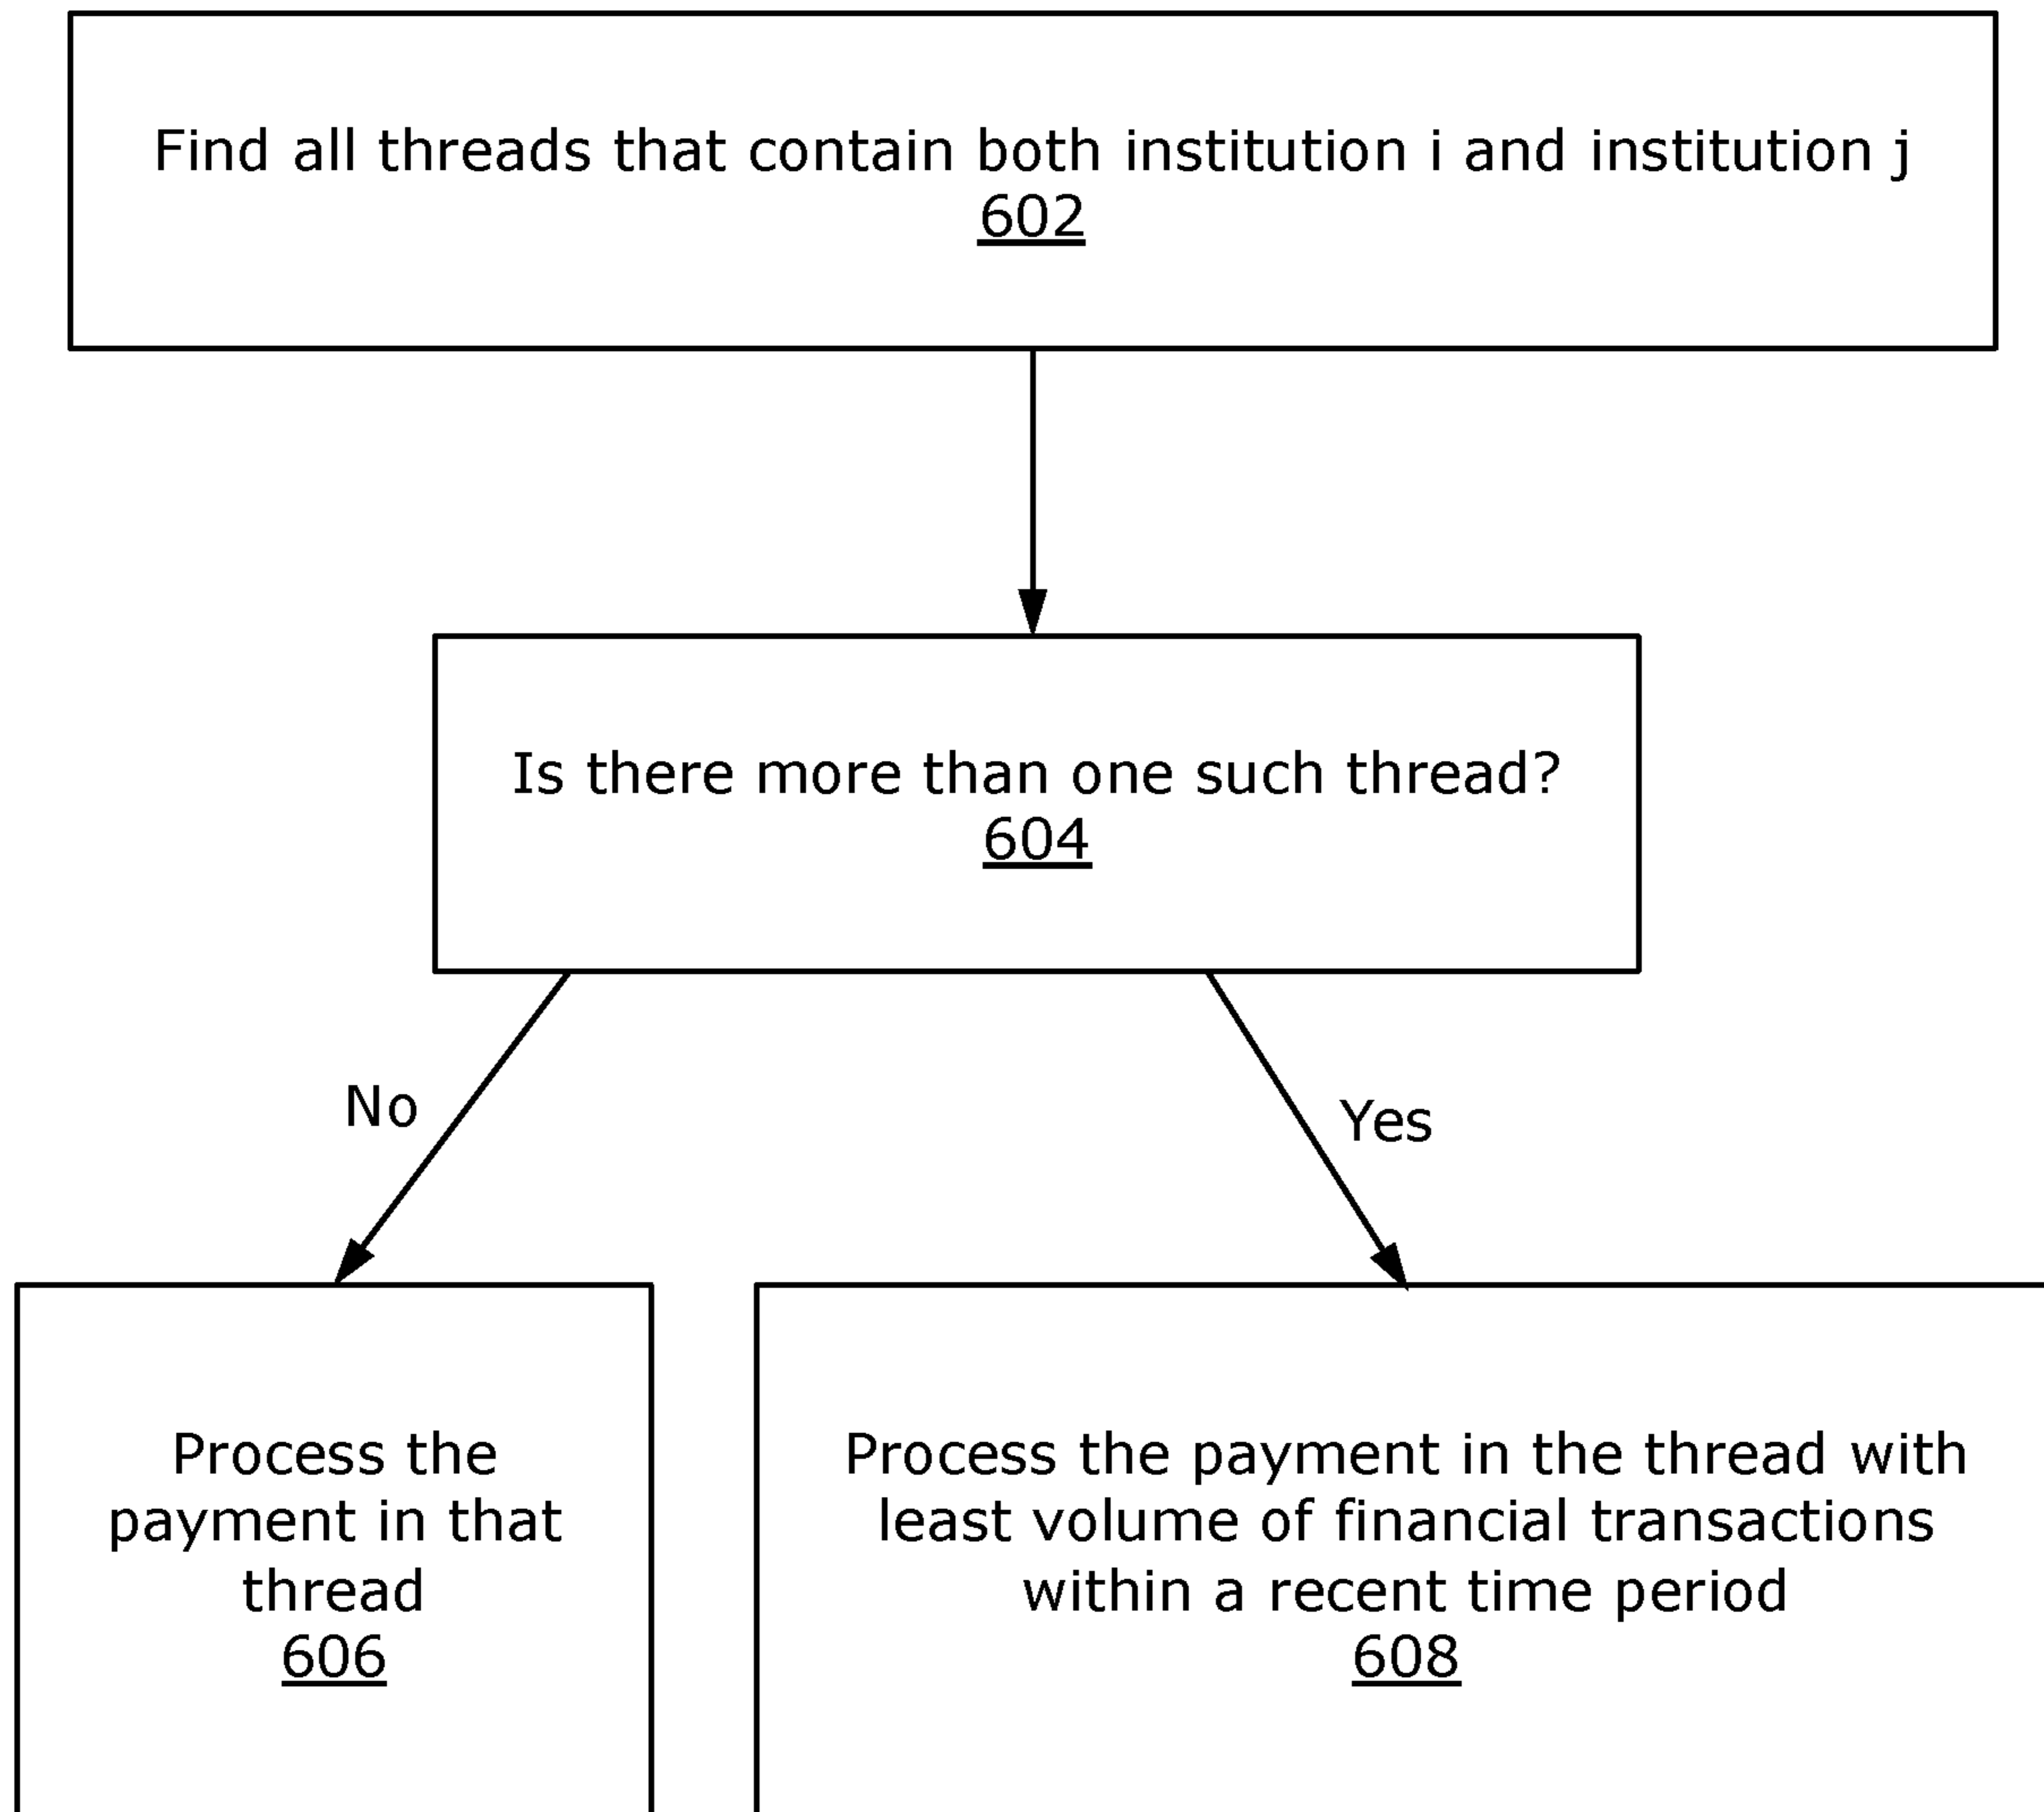 Find all threads that contain both institution i and institution j
602
Is there more than one such thread?
604
No
Yes
Process the
payment in that
thread
606
Process the payment in the thread with
least volume of financial transactions
within a recent time period
608